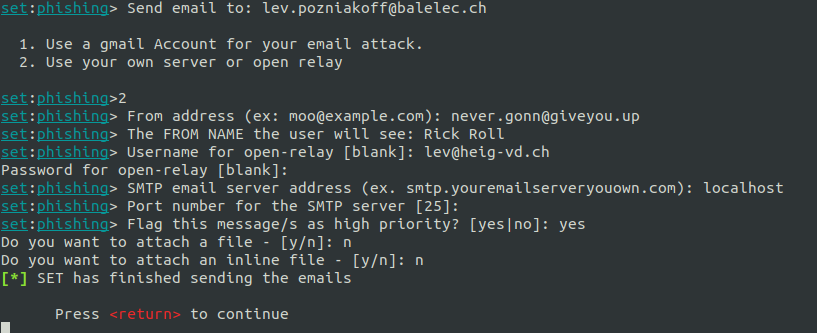 set:phishing> Send email to: lev.pozniakoff@balelec.ch
1. Use a gmail Account for your email attack.
2. Use your own server or open relay
set:phishing>2
set:phishing> From address (ex: moo@example.com): never.gonn@giveyou.up
set:phishing> The FROM NAME the user will see: Rick Roll
set:phishing> Username for open-relay [blank]: lev@heig-vd.ch
Password for open-relay [blank]:
set:phishing> SMTP email server address (ex. smtp.youremailserveryouown.com): localhost
set:phishing> Port number for the SMTP server [25]:
set:phishing> Flag this message/s as high priority? [yes|no]: yes
Do you want to attach a file - [y/n]: n
Do you want to attach an inline file - [y/n]: n
[*] SET has finished sending the emails
Press <return> to continue